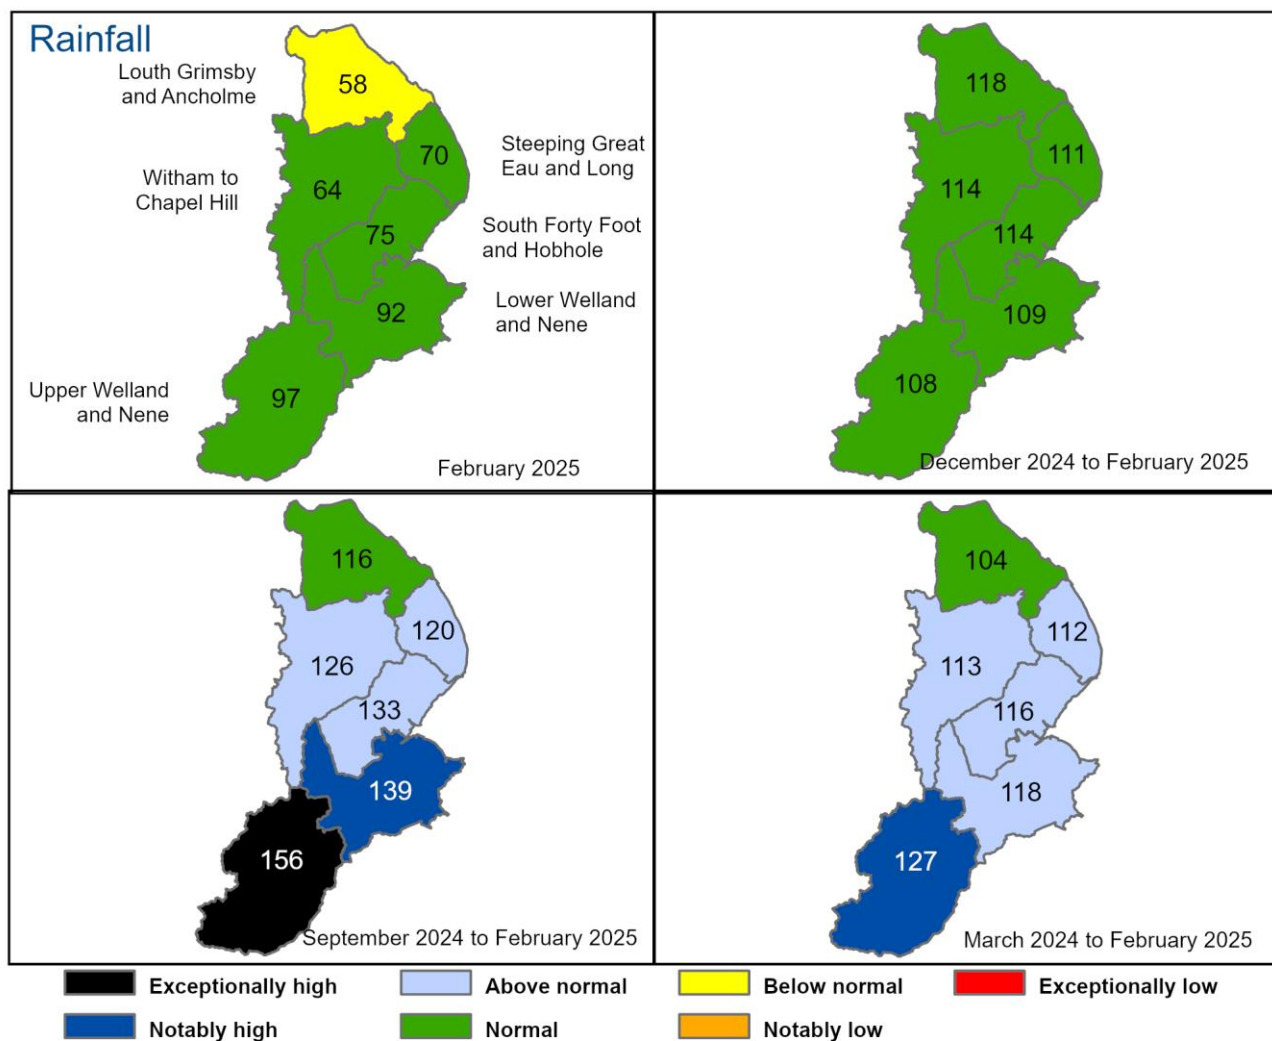 Rainfall
Louth Grimsby
and Ancholme
58
Steeping Great
Eau and Long
70
Witham to
Chapel Hill
64
75
South Forty Foot
and Hobhole
92
Lower Welland
and Nene
Upper Welland
and Nene
97
February 2025
118
111
114
114
109
108
December 2024 to February 2025
116
120
126
133
139
156
September 2024 to February 2025
104
112
113
116
118
127
March 2024 to February 2025
Exceptionally high
Above normal
Below normal
Exceptionally low
Notably high
Normal
Notably low